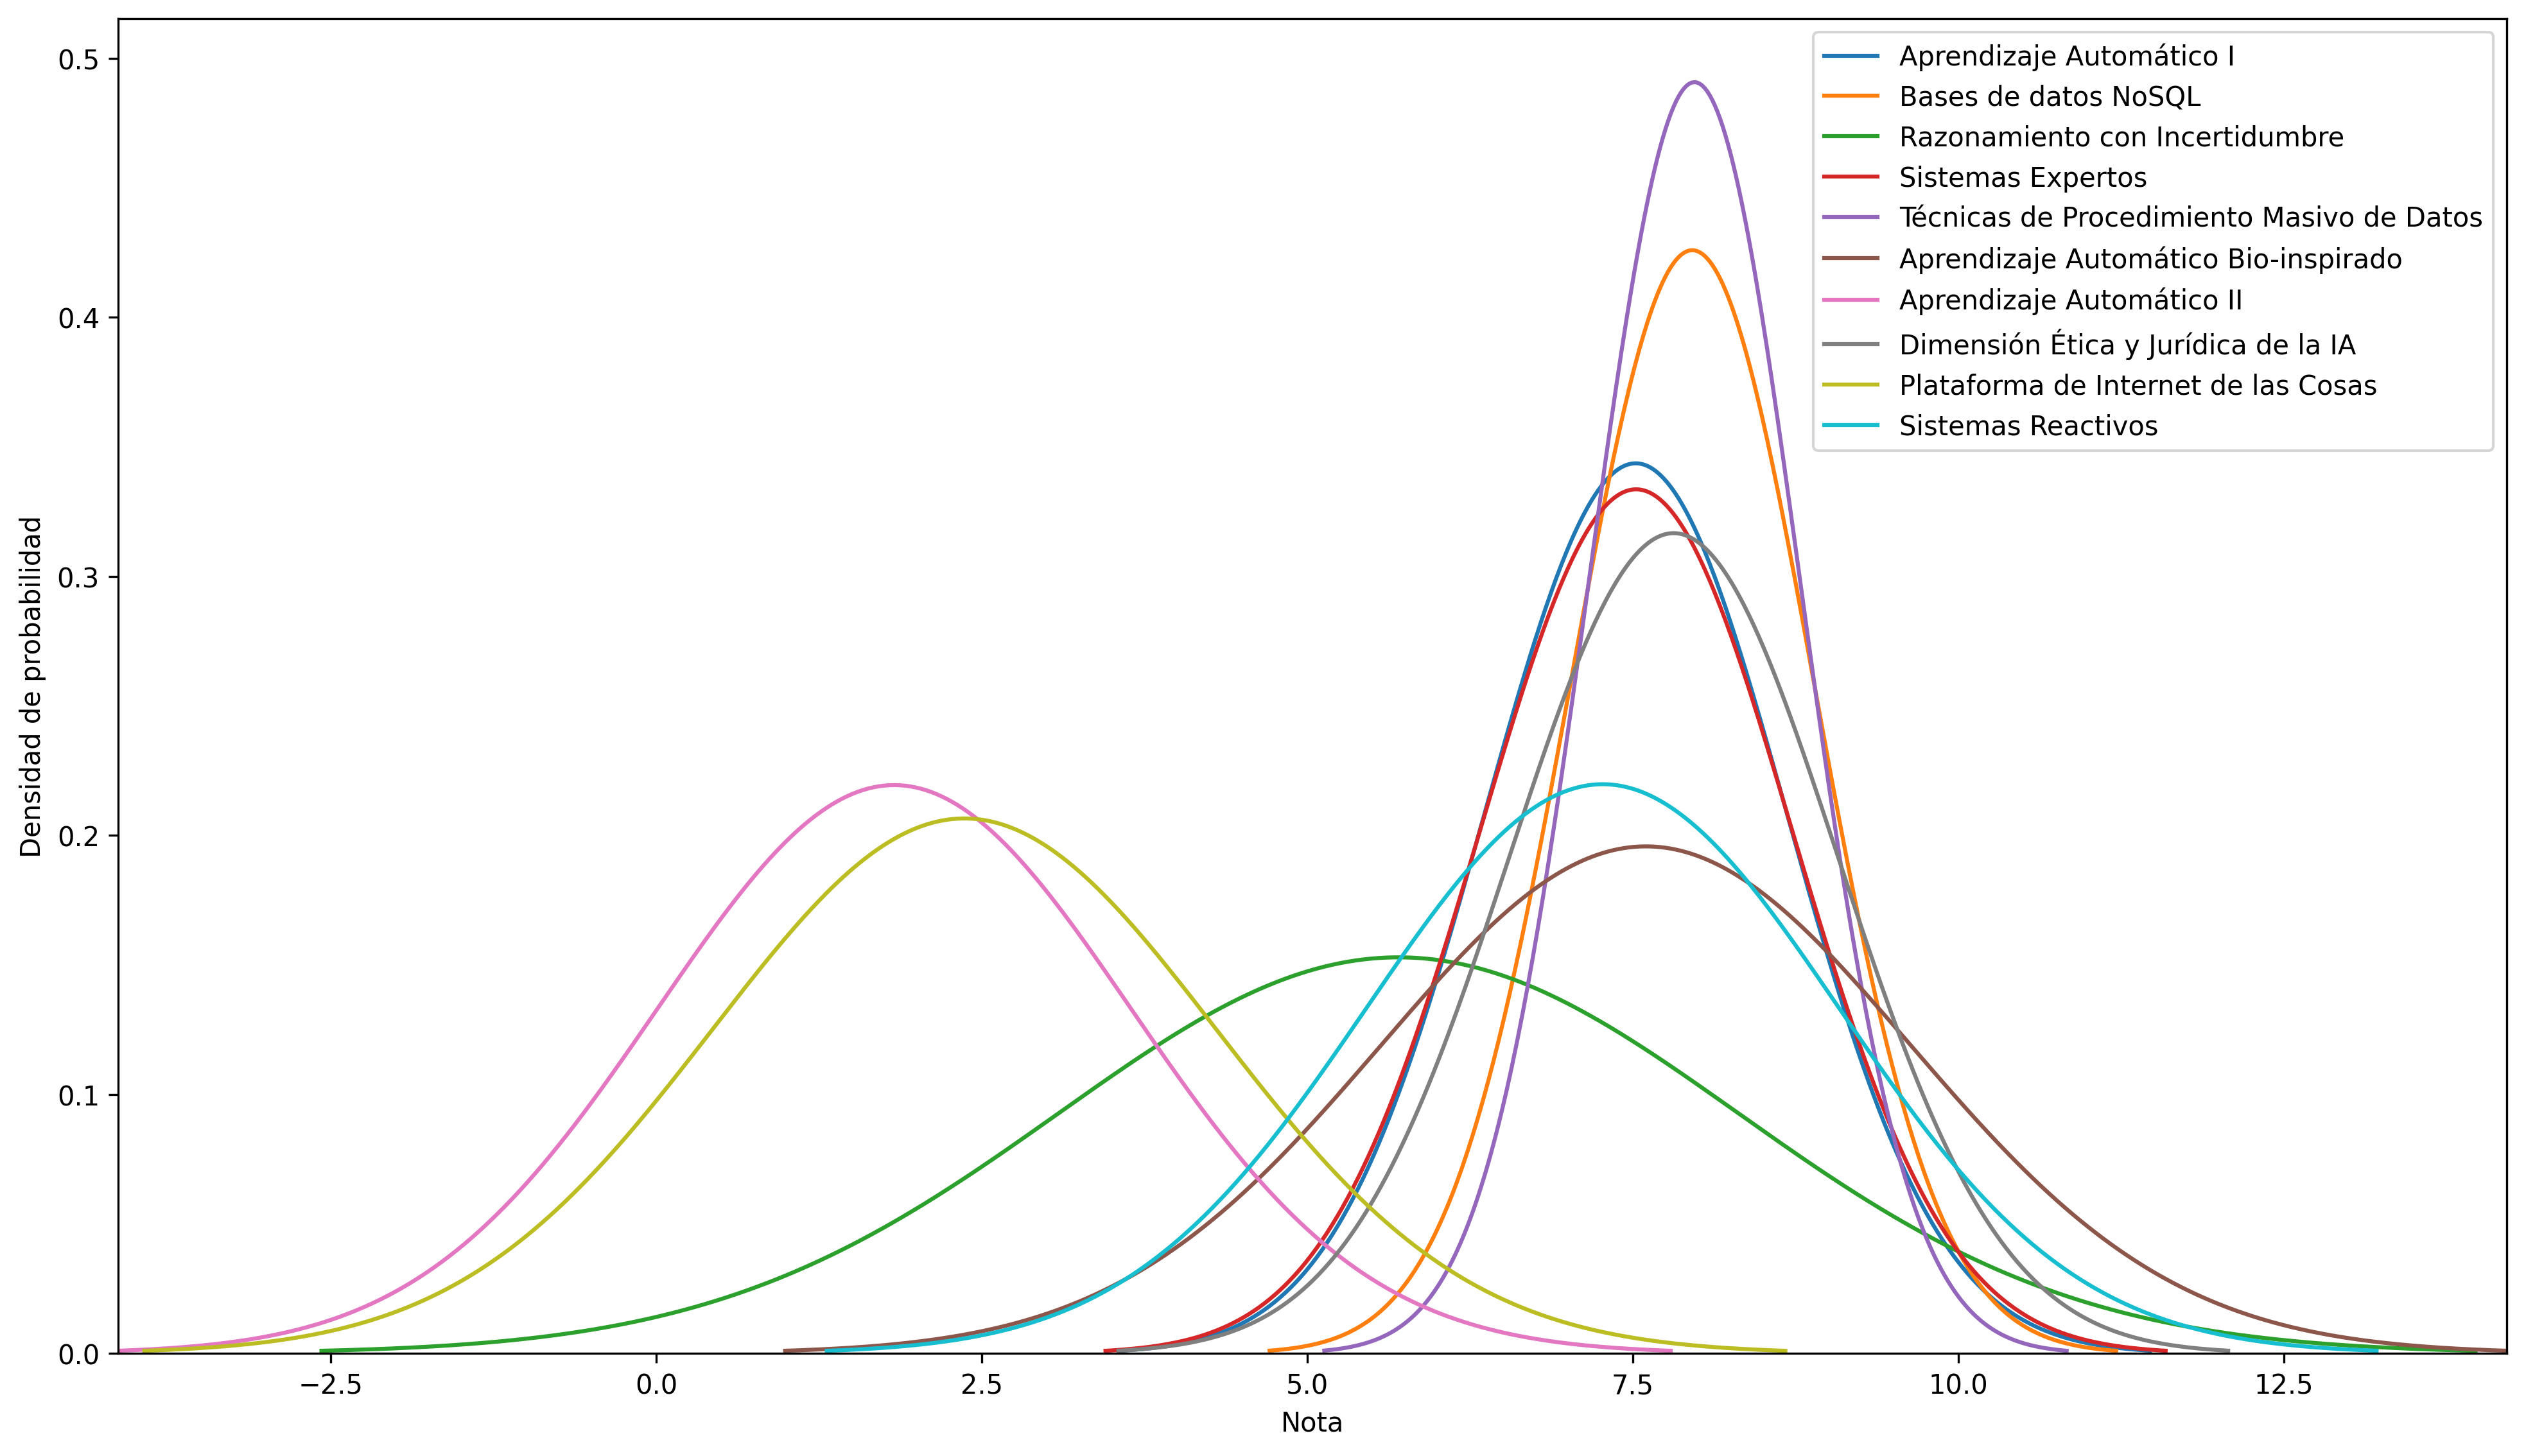 0.5
0.4
0.3
0.2
0.1
0.0
Densidad de probabilidad
Aprendizaje Automático I
Bases de datos NoSQL
Razonamiento con Incertidumbre
Sistemas Expertos
Técnicas de Procedimiento Masivo de Datos
Aprendizaje Automático Bio-inspirado
Aprendizaje Automático II
Dimensión Ética y Jurídica de la IA
Plataforma de Internet de las Cosas
Sistemas Reactivos
−2.5 0.0 2.5 5.0 7.5 10.0 12.5
Nota